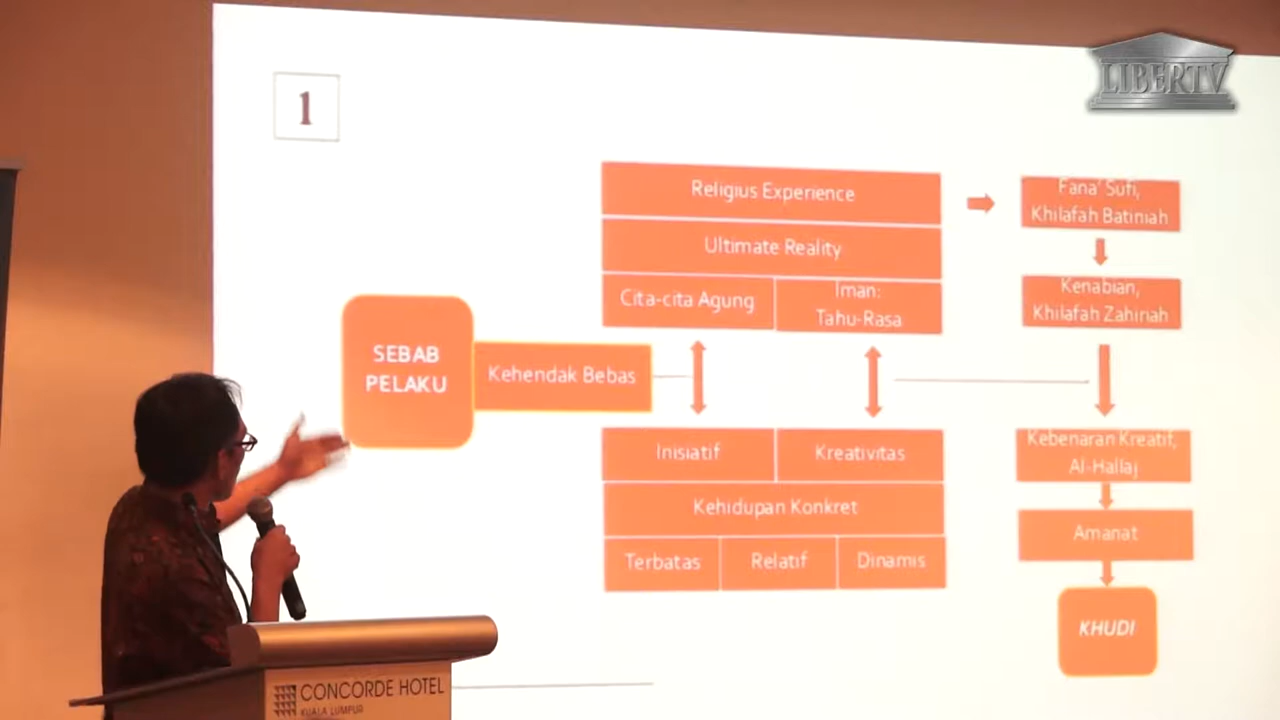 LIBERTV
1
Religius Experience
Ultimate Reality
Cita-cita Agung
Iman:
Tahu-Rasa
Fana' Sufi,
Khilafah Batiniah
Kenabian,
Khilafah Zahiriah
SEBAB
PELAKU
Kehendak Bebas
Inisiatif
Kreativitas
Kehidupan Konkret
Terbatas
Relatif
Dinamis
Kebenaran Kreatif,
Al-Hallaj
Amanat
KHUDI
CONCORDE HOTEL
KUALA LUMPUR